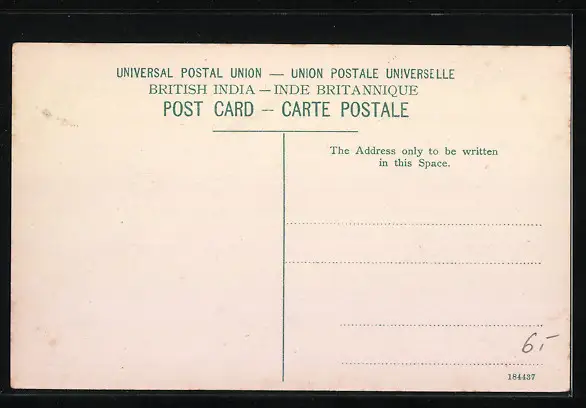 UNIVERSAL POSTAL UNION — UNION POSTALE UNIVERSELLE
BRITISH INDIA — INDE BRITANNIQUE
POST CARD – CARTE POSTALE
The Address only to be written
in this Space.
6,-
184437